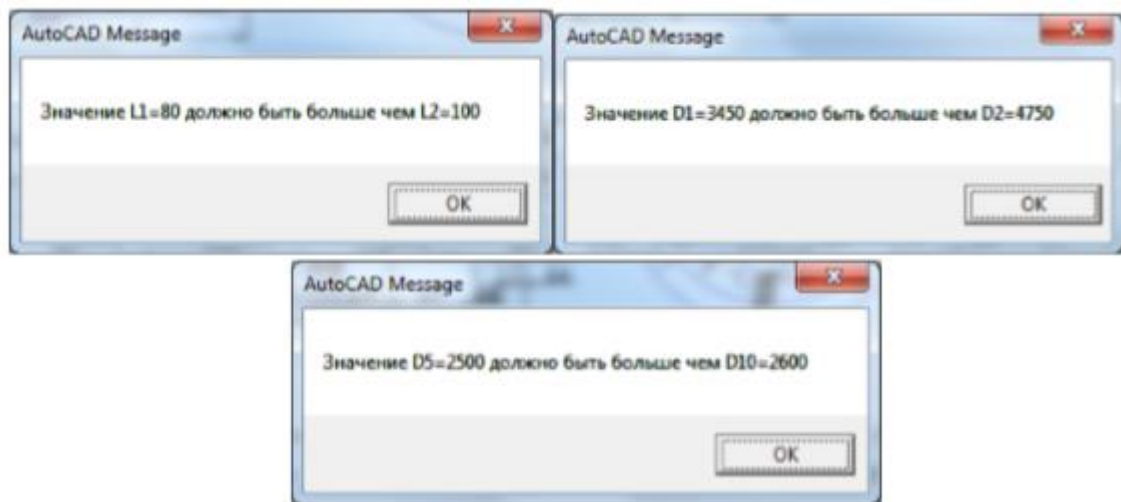 AutoCAD Message
Значение L1=80 должно быть больше чем L2=100
OK
AutoCAD Message
Значение D1=3450 должно быть больше чем D2=4750
OK
AutoCAD Message
Значение D5=2500 должно быть больше чем D10=2600
OK